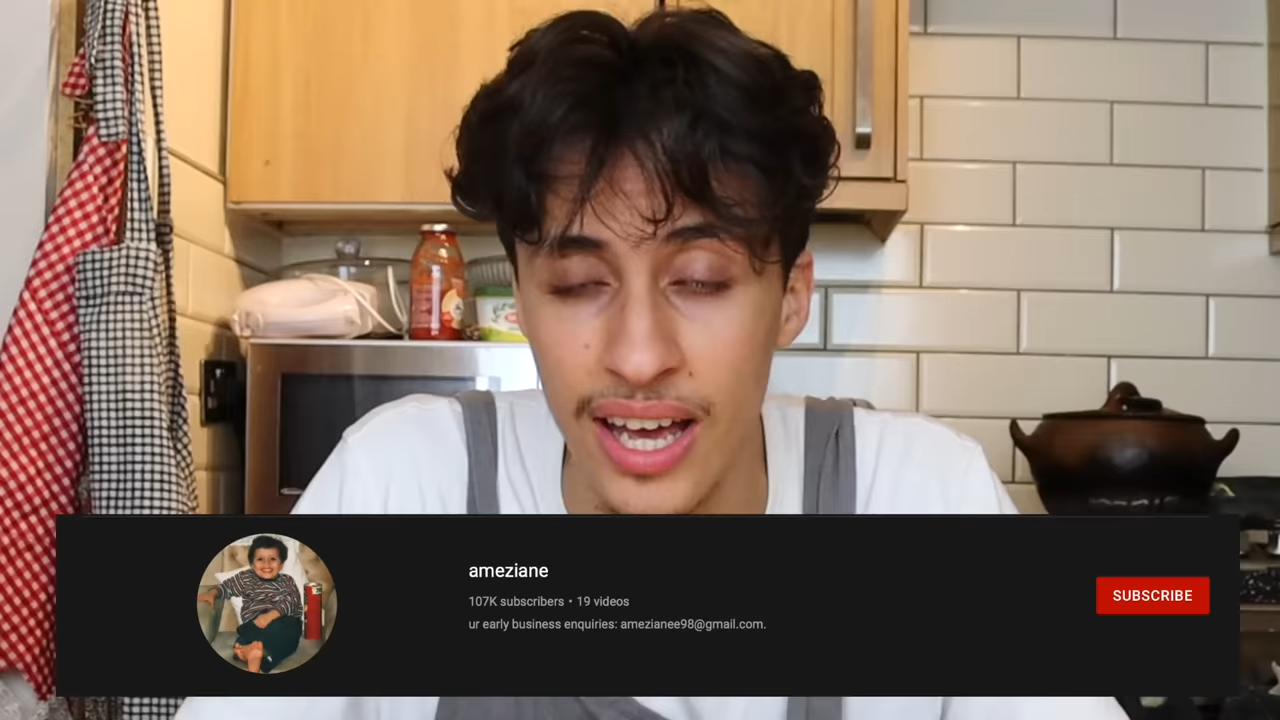 ameziane
107K subscribers • 19 videos
ur early business enquiries: amezianee98@gmail.com.
SUBSCRIBE